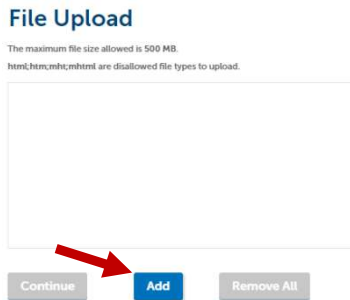 File Upload
The maximum file size allowed is 500 MB.
html;htm;mht;mhtml are disallowed file types to upload.
Continue Add Remove All